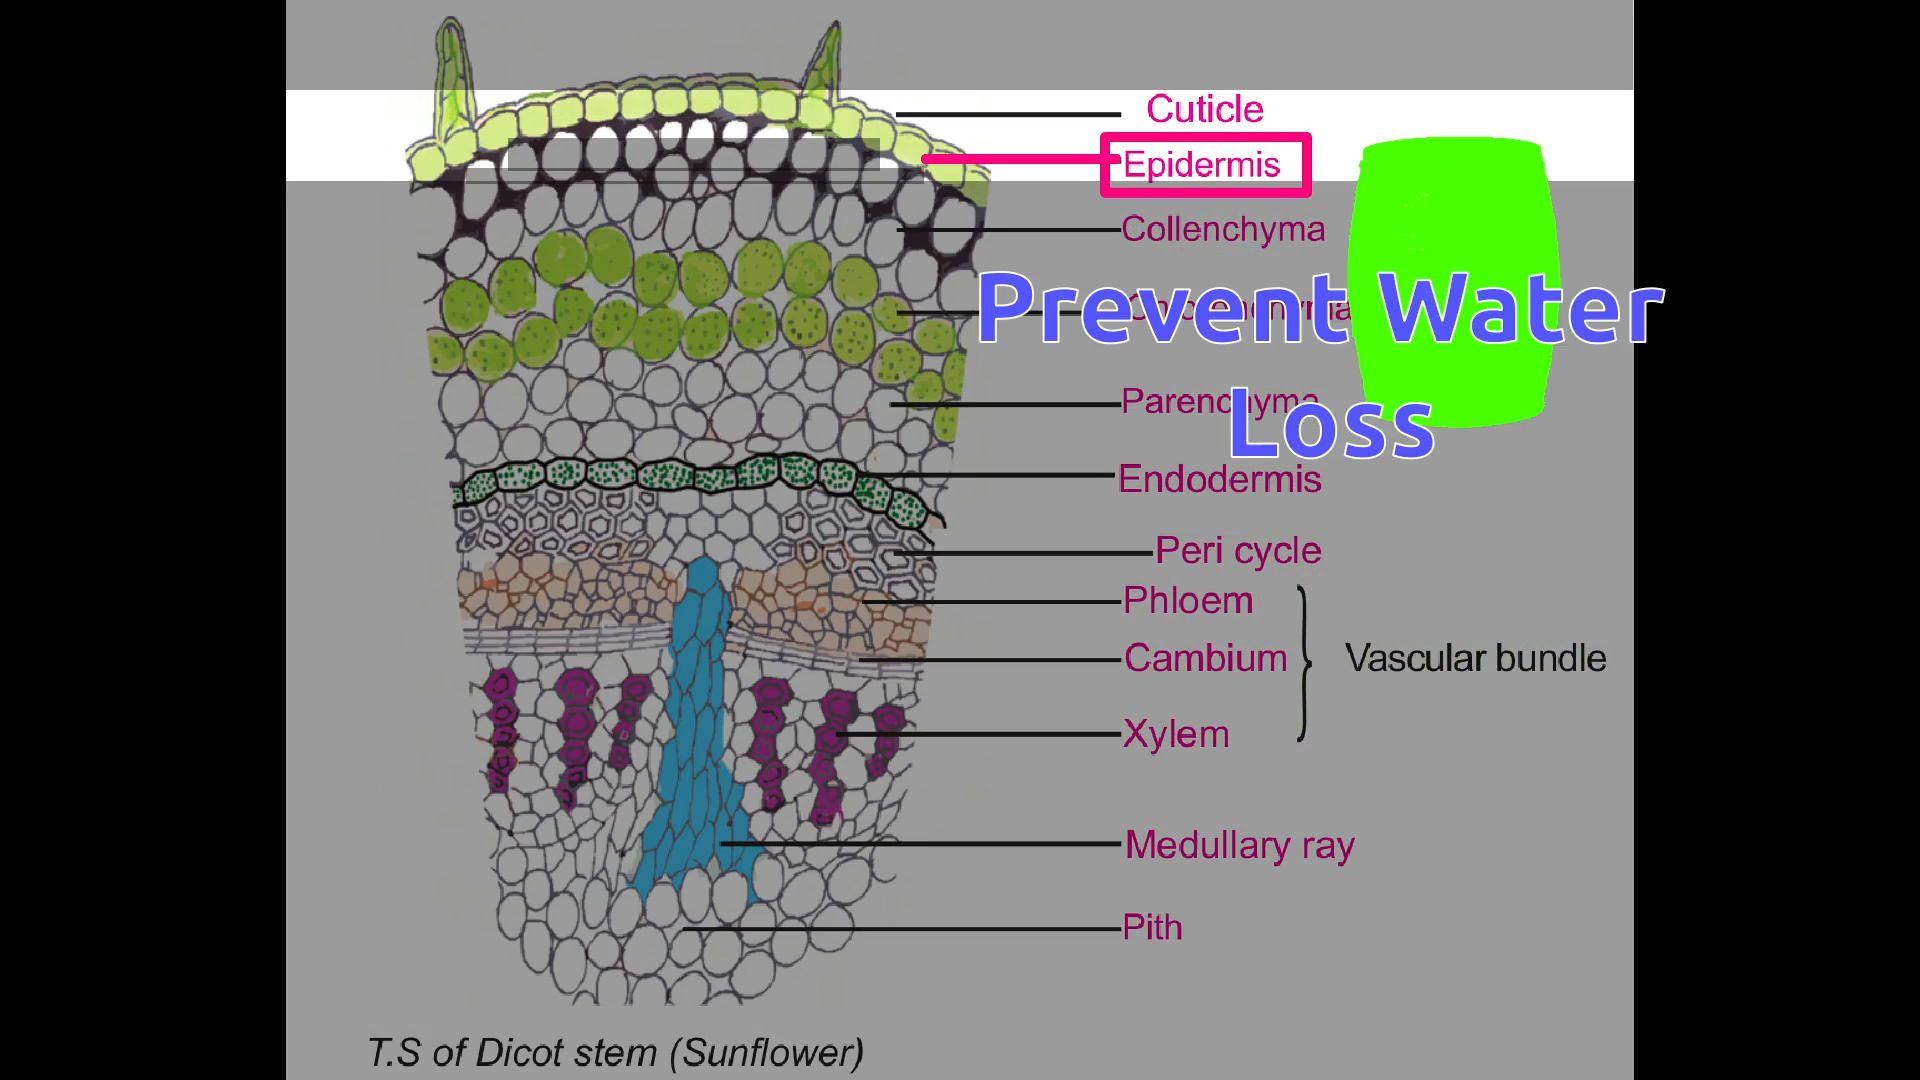 Cuticle
Epidermis
Collenchyma
Prevent Water
Loss
Parenchyma
Endodermis
Peri cycle
Phloem
Cambium
Vascular bundle
Xylem
Medullary ray
Pith
T.S of Dicot stem (Sunflower)